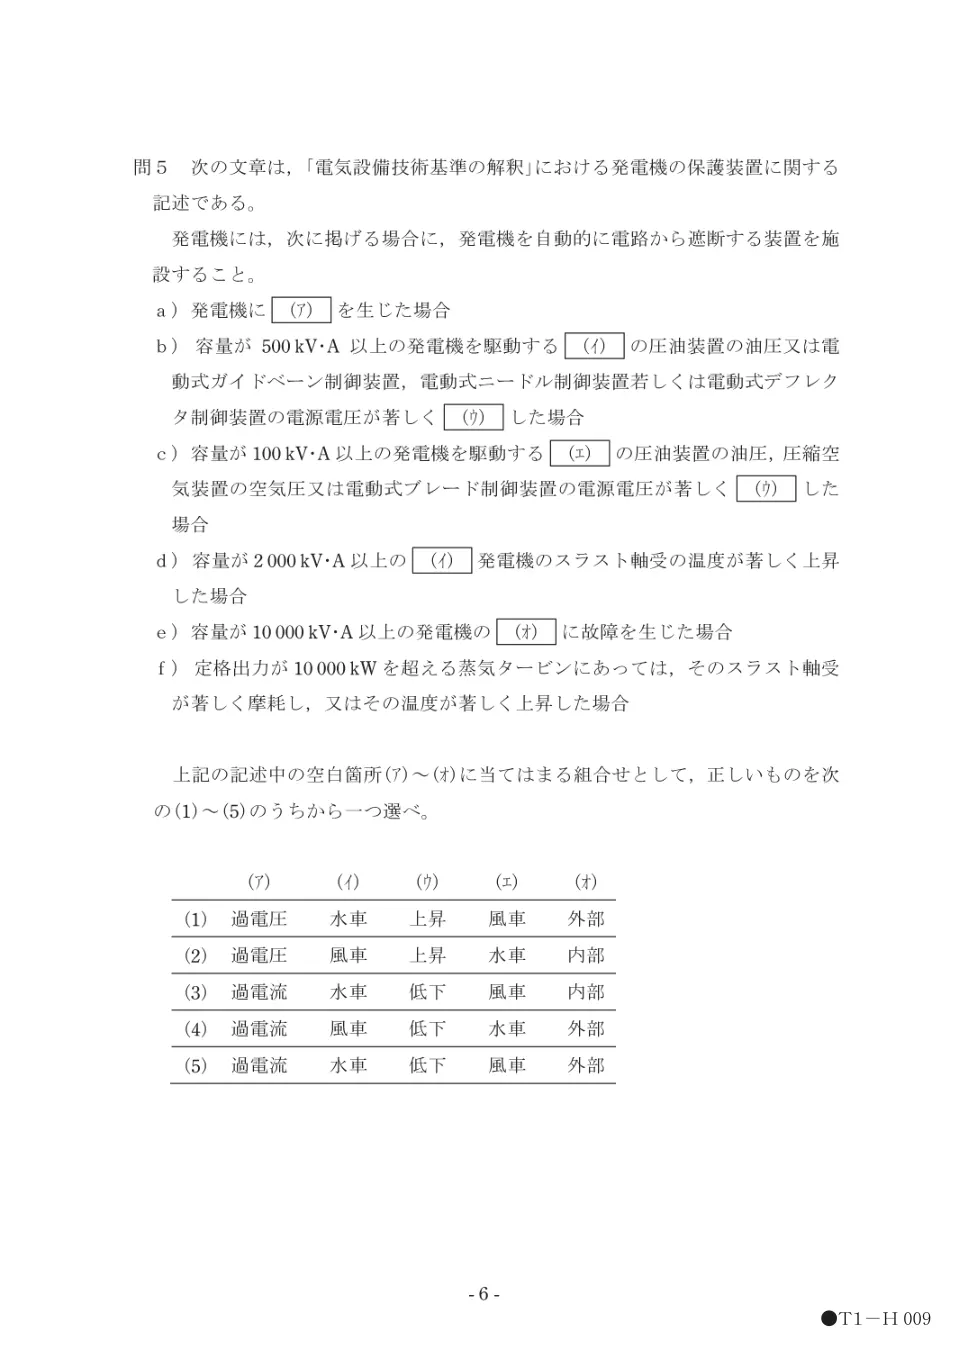 問５　次の文章は，「電気設備技術基準の解釈」における発電機の保護装置に関する
記述である。
発電機には，次に掲げる場合に，発電機を自動的に電路から遮断する装置を施
設すること。
ａ）発電機に (ア) を生じた場合
ｂ） 容量が 500 kV･A 以上の発電機を駆動する (イ) の圧油装置の油圧又は電
動式ガイドベーン制御装置，電動式ニードル制御装置若しくは電動式デフレク
タ制御装置の電源電圧が著しく (ウ) した場合
ｃ）容量が 100 kV･A 以上の発電機を駆動する (エ) の圧油装置の油圧，圧縮空
気装置の空気圧又は電動式ブレード制御装置の電源電圧が著しく (ウ) した
場合
ｄ）容量が 2 000 kV･A 以上の (イ) 発電機のスラスト軸受の温度が著しく上昇
した場合
ｅ）容量が 10 000 kV･A 以上の発電機の (オ) に故障を生じた場合
ｆ） 定格出力が 10 000 kW を超える蒸気タービンにあっては，そのスラスト軸受
が著しく摩耗し，又はその温度が著しく上昇した場合
上記の記述中の空白箇所(ア)～(オ)に当てはまる組合せとして，正しいものを次
の(1)～(5)のうちから一つ選べ。
(ア) (イ) (ウ) (エ) (オ)
(1) 過電圧 水車 上昇 風車 外部
(2) 過電圧 風車 上昇 水車 内部
(3) 過電流 水車 低下 風車 内部
(4) 過電流 風車 低下 水車 外部
(5) 過電流 水車 低下 風車 外部
- 6 -
●T1－H 009